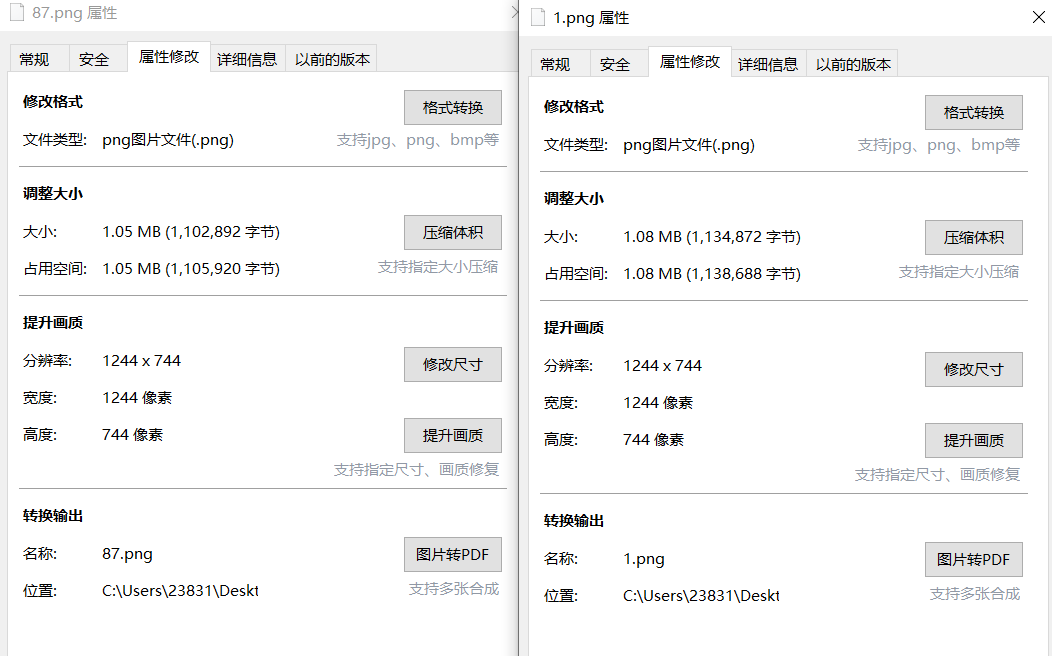 87.png 属性
常规 安全 属性修改 详细信息 以前的版本
修改格式
格式转换
文件类型: png图片文件(.png)
支持jpg、png、bmp等
调整大小
大小: 1.05 MB (1,102,892 字节)
压缩体积
占用空间: 1.05 MB (1,105,920 字节)
支持指定大小压缩
提升画质
分辨率: 1244 x 744
修改尺寸
宽度: 1244 像素
高度: 744 像素
提升画质
支持指定尺寸、画质修复
转换输出
名称: 87.png
图片转PDF
位置: C:\Users\23831\Deskt
支持多张合成
1.png 属性
常规 安全 属性修改 详细信息 以前的版本
修改格式
格式转换
文件类型: png图片文件(.png)
支持jpg、png、bmp等
调整大小
大小: 1.08 MB (1,134,872 字节)
压缩体积
占用空间: 1.08 MB (1,138,688 字节)
支持指定大小压缩
提升画质
分辨率: 1244 x 744
修改尺寸
宽度: 1244 像素
高度: 744 像素
提升画质
支持指定尺寸、画质修复
转换输出
名称: 1.png
图片转PDF
位置: C:\Users\23831\Deskt
支持多张合成